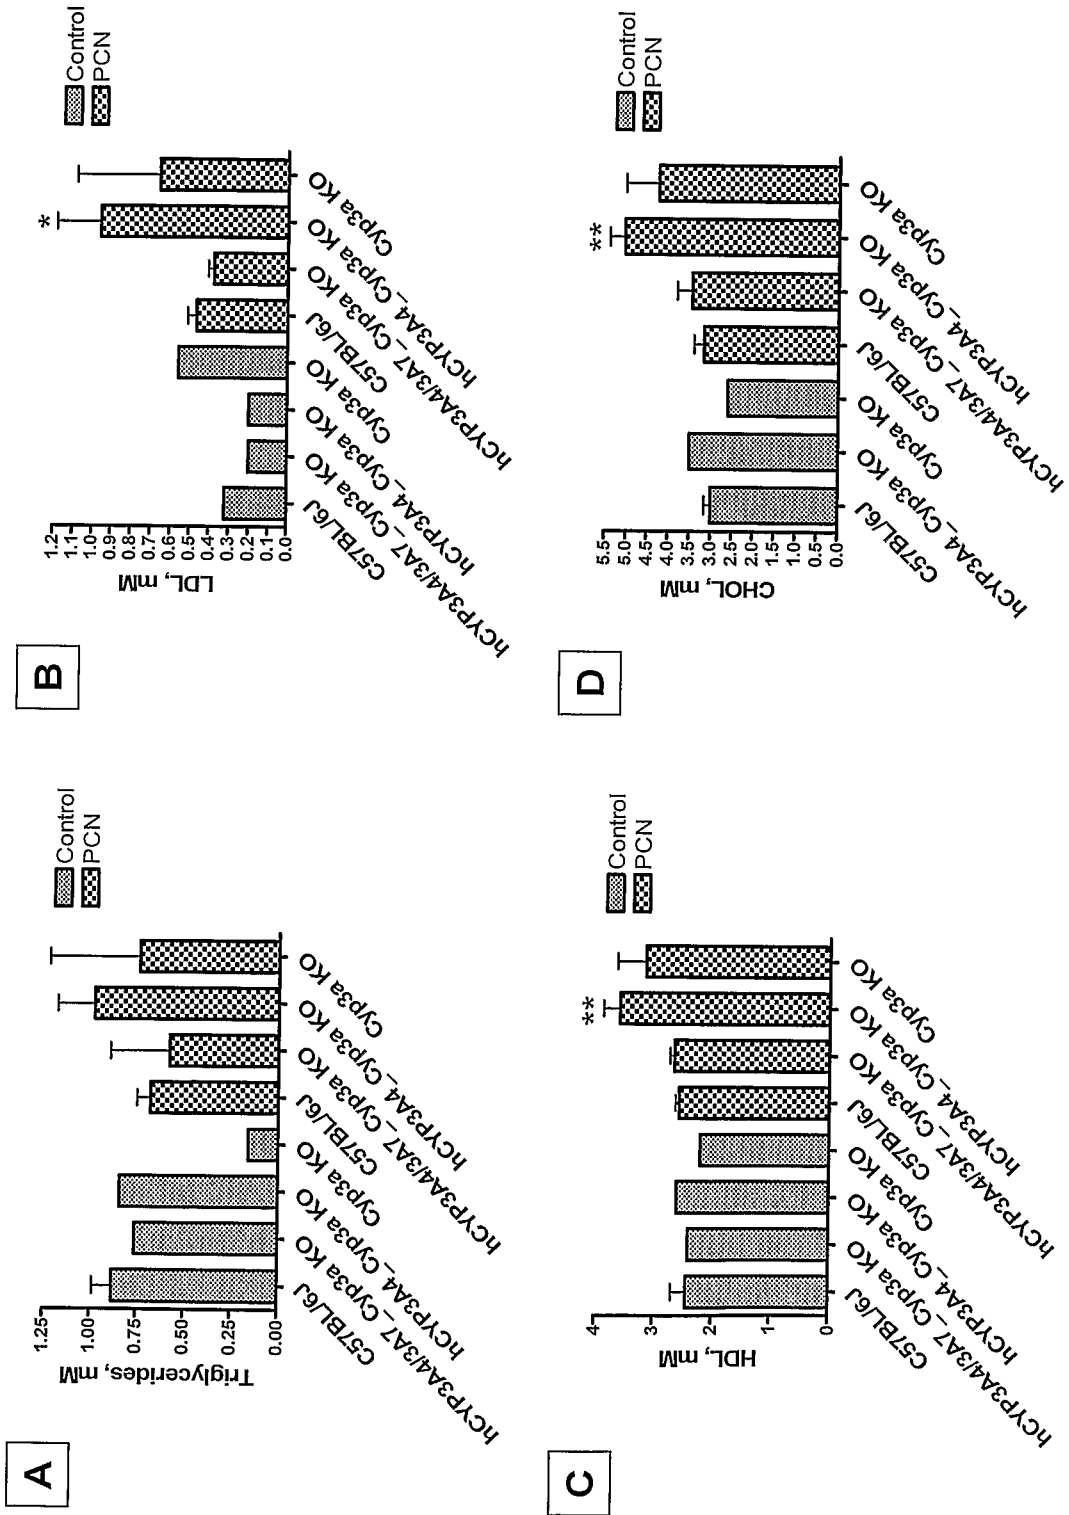 A
Control
PCN
Triglycerides, mM
1.25
1.00
0.75
0.50
0.25
0.00
C57BL/6J
hCYP3A4/3A7_Cyp3a KO
hCYP3A4_Cyp3a KO
Cyp3a KO
C57BL/6J
hCYP3A4/3A7_Cyp3a KO
hCYP3A4_Cyp3a KO
Cyp3a KO
B
Control
PCN
LDL, mM
1.2
1.1
1.0
0.9
0.8
0.7
0.6
0.5
0.4
0.3
0.2
0.1
0.0
*
C57BL/6J
hCYP3A4/3A7_Cyp3a KO
hCYP3A4_Cyp3a KO
Cyp3a KO
C57BL/6J
hCYP3A4/3A7_Cyp3a KO
hCYP3A4_Cyp3a KO
Cyp3a KO
C
Control
PCN
HDL, mM
4
3
2
1
0
**
C57BL/6J
hCYP3A4/3A7_Cyp3a KO
hCYP3A4_Cyp3a KO
Cyp3a KO
C57BL/6J
hCYP3A4/3A7_Cyp3a KO
hCYP3A4_Cyp3a KO
Cyp3a KO
D
Control
PCN
CHOL, mM
5.5
5.0
4.5
4.0
3.5
3.0
2.5
2.0
1.5
1.0
0.5
0.0
**
C57BL/6J
hCYP3A4_Cyp3a KO
Cyp3a KO
C57BL/6J
hCYP3A4/3A7_Cyp3a KO
hCYP3A4_Cyp3a KO
Cyp3a KO